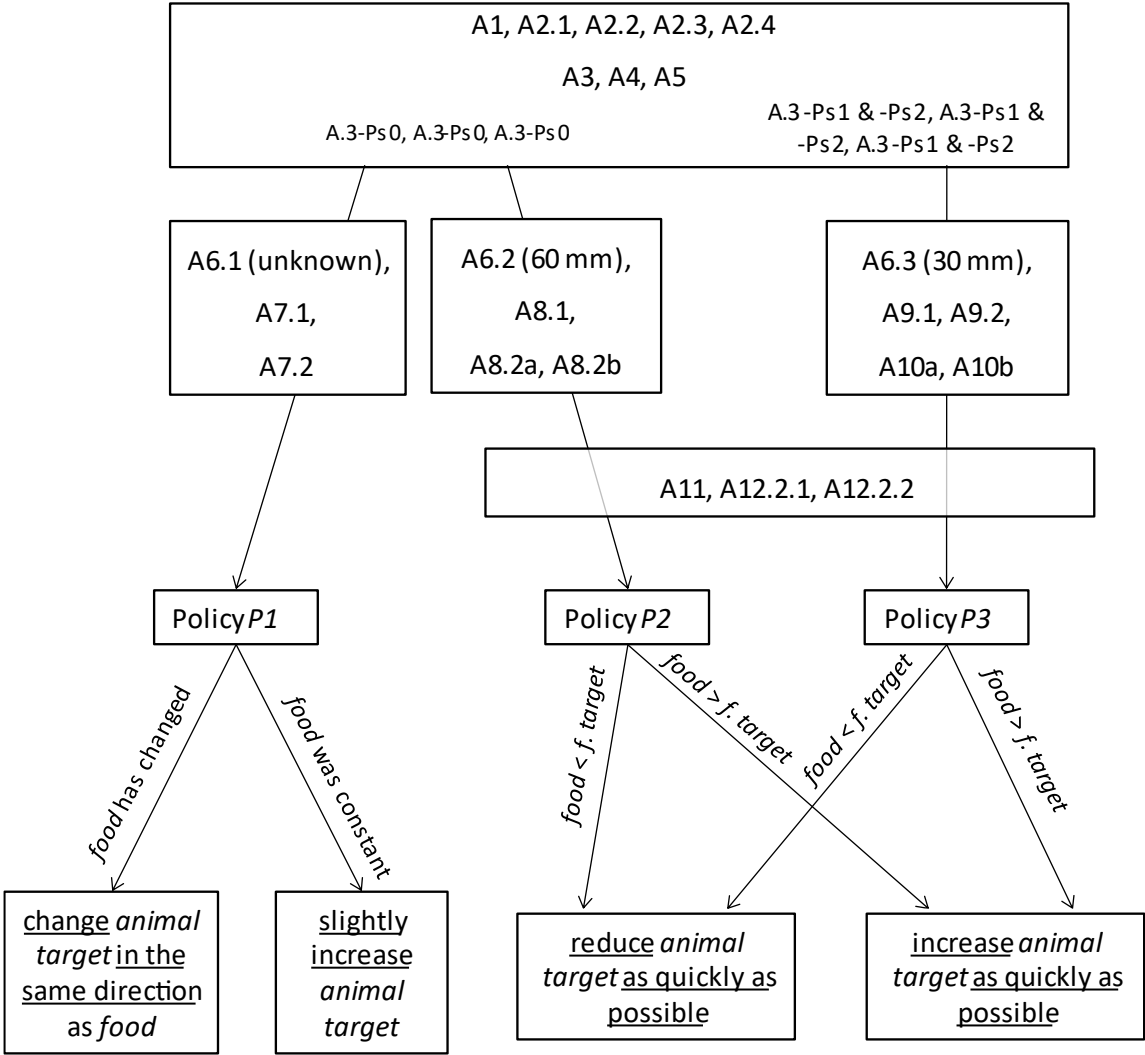 A1, A2.1, A2.2, A2.3, A2.4
A3, A4, A5
A.3-Ps0, A.3-Ps0, A.3-Ps0
A.3-Ps1 & -Ps2, A.3-Ps1 &
-Ps2, A.3-Ps1 & -Ps2
A6.1 (unknown),
A7.1,
A7.2
A6.2 (60 mm),
A8.1,
A8.2a, A8.2b
A6.3 (30 mm),
A9.1, A9.2,
A10a, A10b
A11, A12.2.1, A12.2.2
Policy P1
Policy P2
Policy P3
food has changed
food was constant
food < f. target
food > f. target
food < f. target
food > f. target
change animal
target in the
same direction
as food
slightly
increase
animal
target
reduce animal
target as quickly as
possible
increase animal
target as quickly as
possible